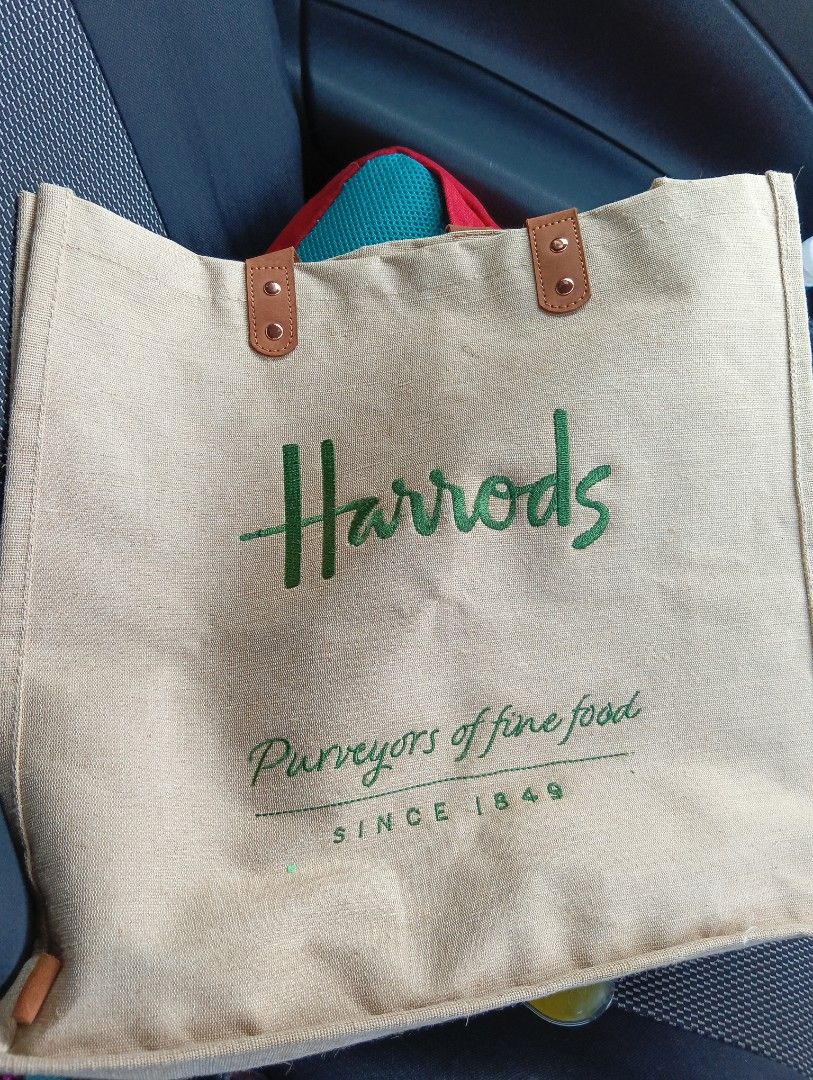 Harrods
Purveyors of fine food
SINCE 1849